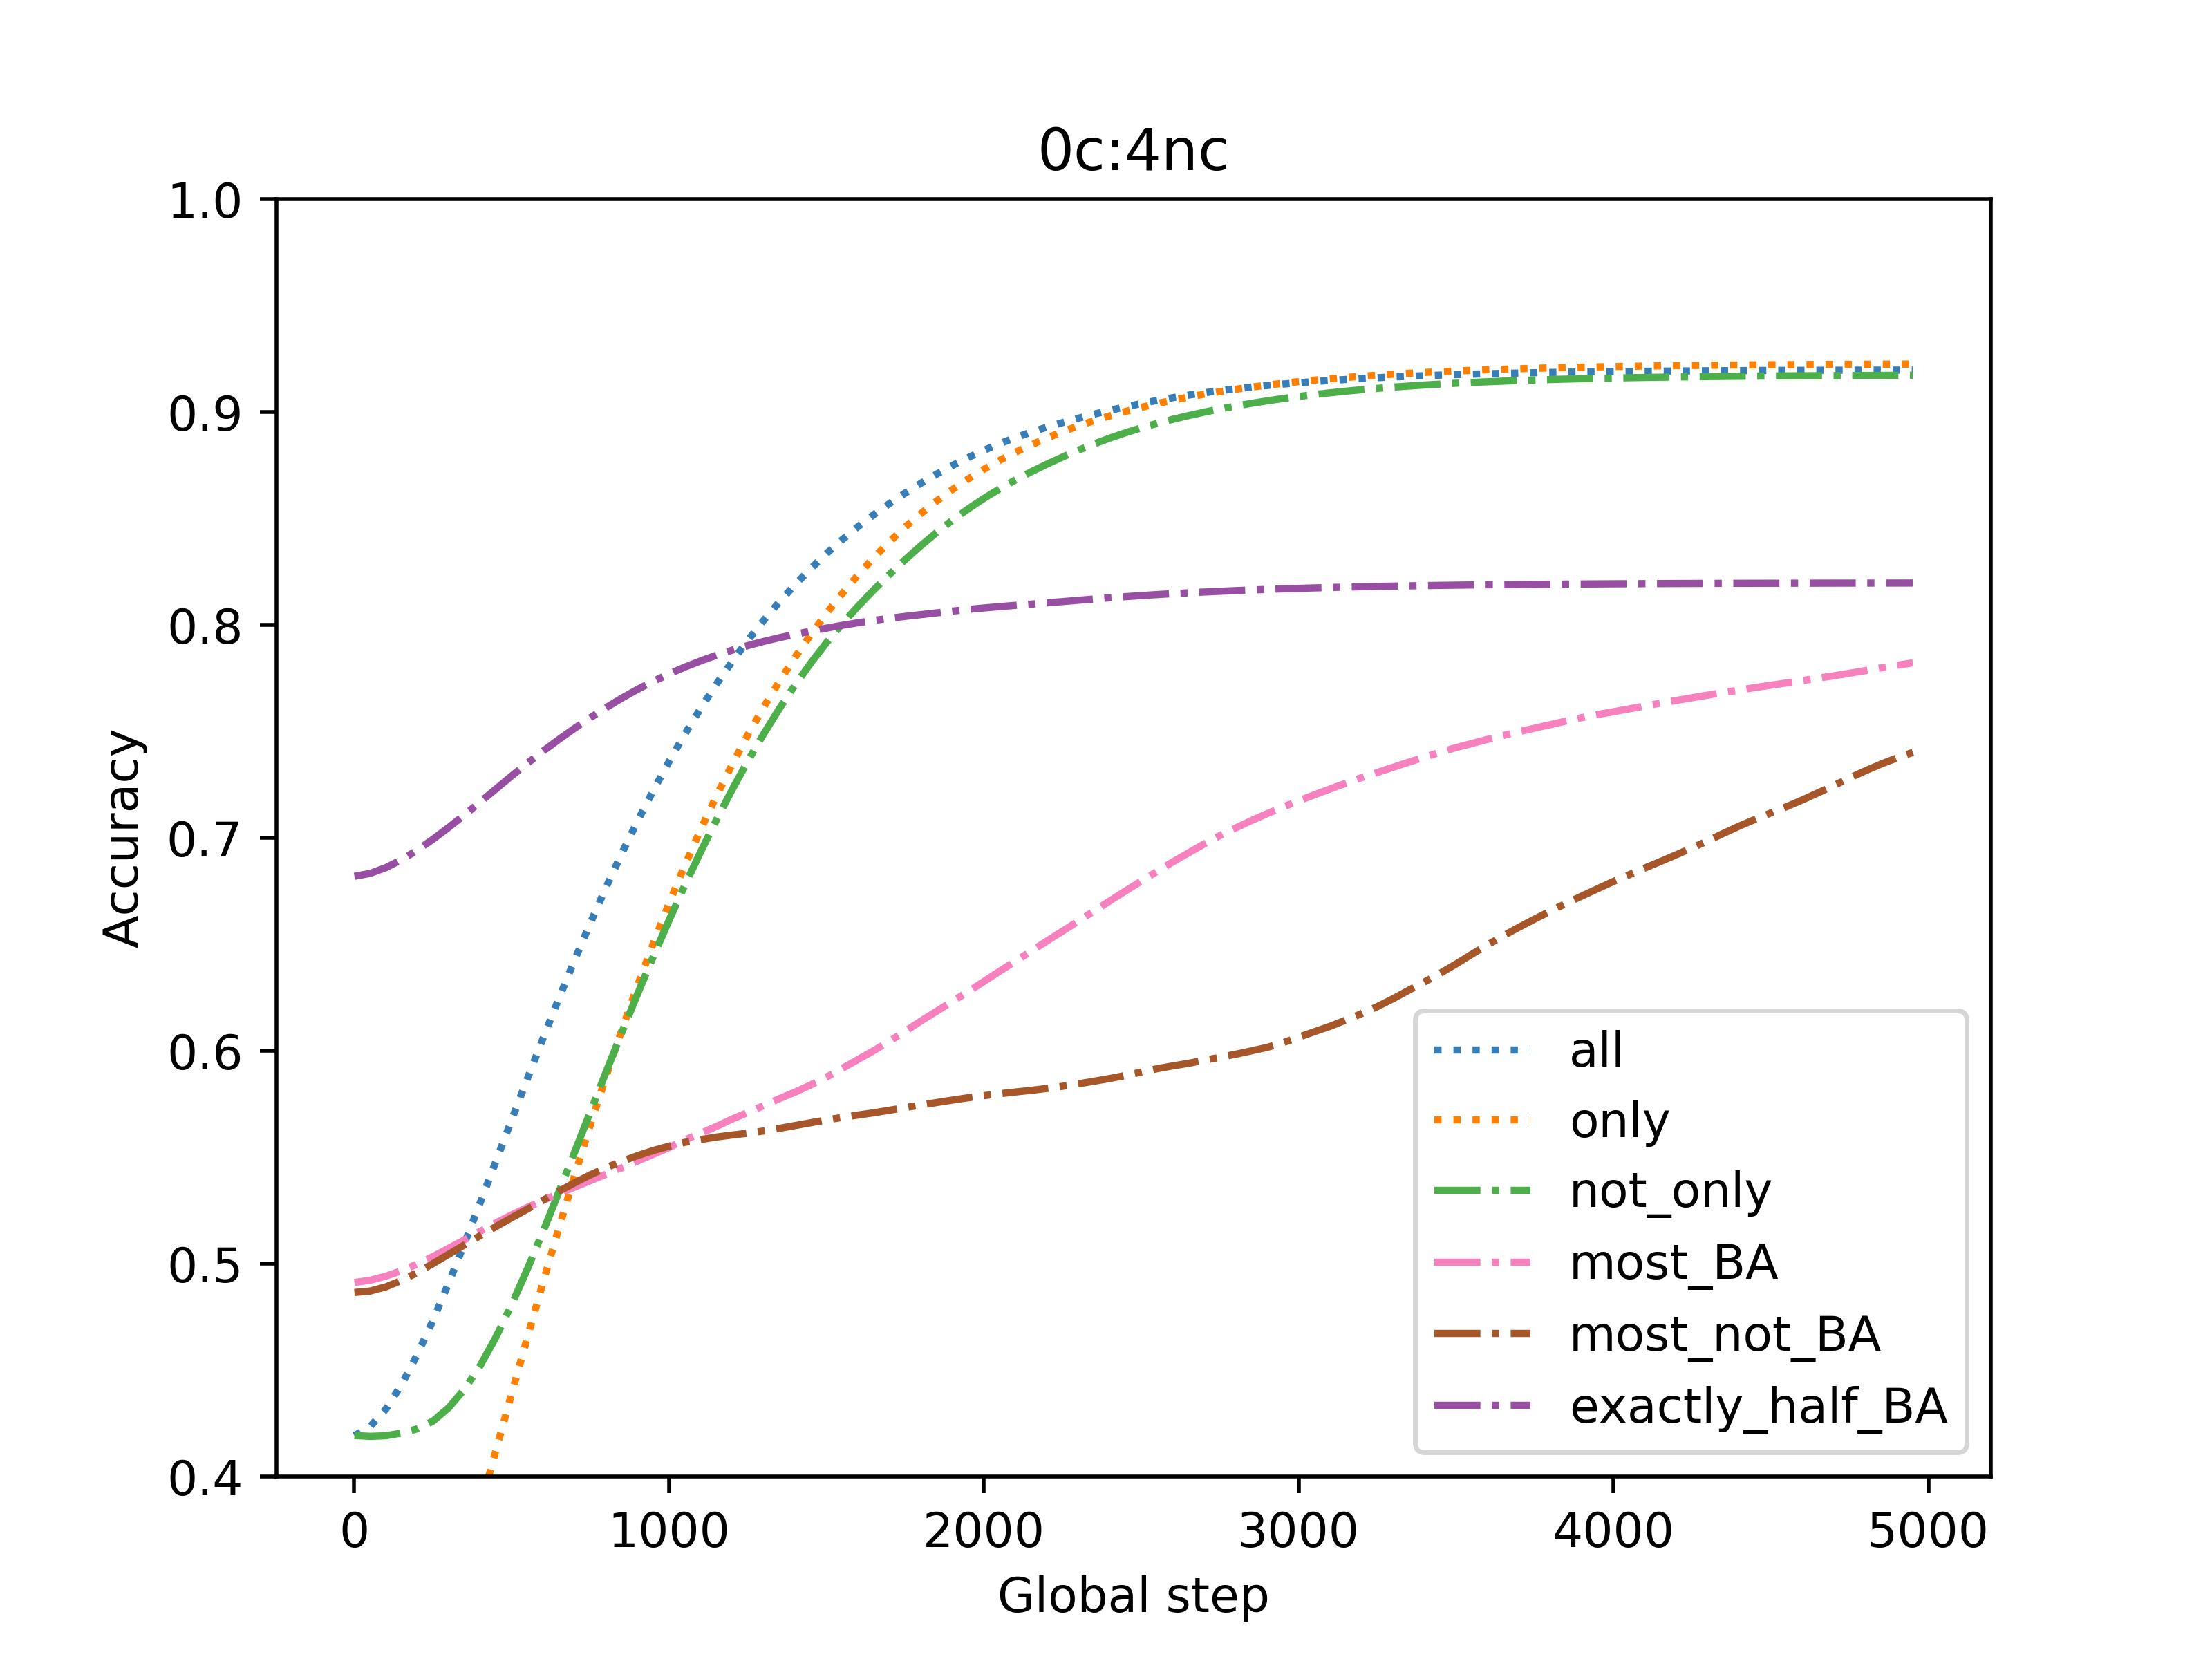 0c:4nc
1.0
0.9
0.8
0.7
0.6
0.5
0.4
Accuracy
0 1000 2000 3000 4000 5000
Global step
all
only
not_only
most_BA
most_not_BA
exactly_half_BA